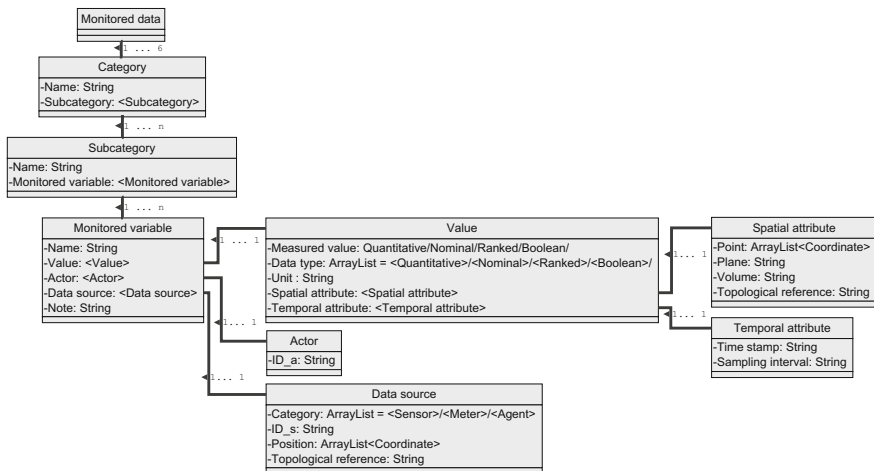 Monitored data
1 ... 6
Category
-Name: String
-Subcategory: <Subcategory>
1 ... n
Subcategory
-Name: String
-Monitored variable: <Monitored variable>
1 ... n
Monitored variable
-Name: String
-Value: <Value>
-Actor: <Actor>
-Data source: <Data source>
-Note: String
1 ... 1
Value
-Measured value: Quantitative/Nominal/Ranked/Boolean/
-Data type: ArrayList = <Quantitative>/<Nominal>/<Ranked>/<Boolean>/
-Unit : String
-Spatial attribute: <Spatial attribute>
-Temporal attribute: <Temporal attribute>
1... 1
Spatial attribute
-Point: ArrayList<Coordinate>
-Plane: String
-Volume: String
-Topological reference: String
1... 1
Temporal attribute
-Time stamp: String
-Sampling interval: String
1... 1
Actor
-ID_a: String
1... 1
Data source
-Category: ArrayList = <Sensor>/<Meter>/<Agent>
-ID_s: String
-Position: ArrayList<Coordinate>
-Topological reference: String